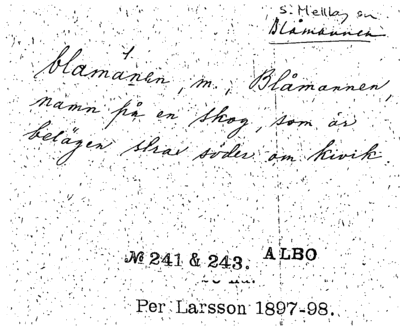 S. Mellby sn
Blåmannen
blamánen, m., Blåmannen,
namn på en skog, som är
belägen strax söder om Kivik
№ 241 & 243. ALBO
Per Larsson 1897-98.